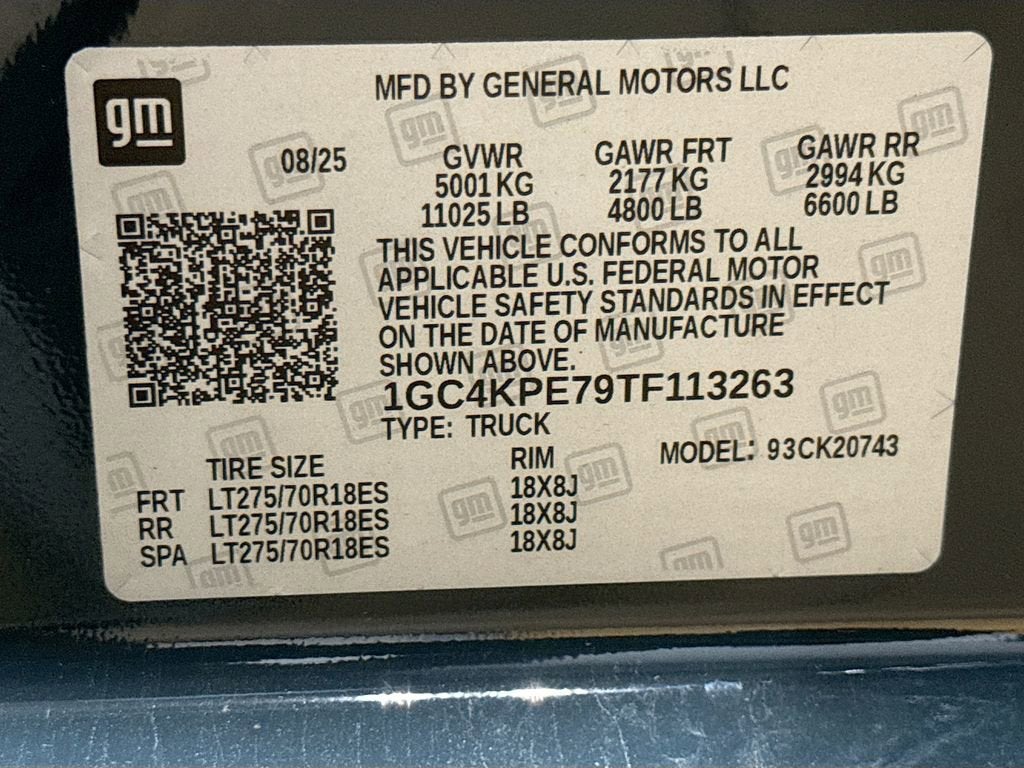 gm
MFD BY GENERAL MOTORS LLC
08/25
GVWR GAWR FRT GAWR RR
5001 KG 2177 KG 2994 KG
11025 LB 4800 LB 6600 LB
THIS VEHICLE CONFORMS TO ALL
APPLICABLE U.S. FEDERAL MOTOR
VEHICLE SAFETY STANDARDS IN EFFECT
ON THE DATE OF MANUFACTURE
SHOWN ABOVE.
1GC4KPE79TF113263
TYPE: TRUCK
MODEL: 93CK20743
TIRE SIZE RIM
FRT LT275/70R18ES 18X8J
RR LT275/70R18ES 18X8J
SPA LT275/70R18ES 18X8J